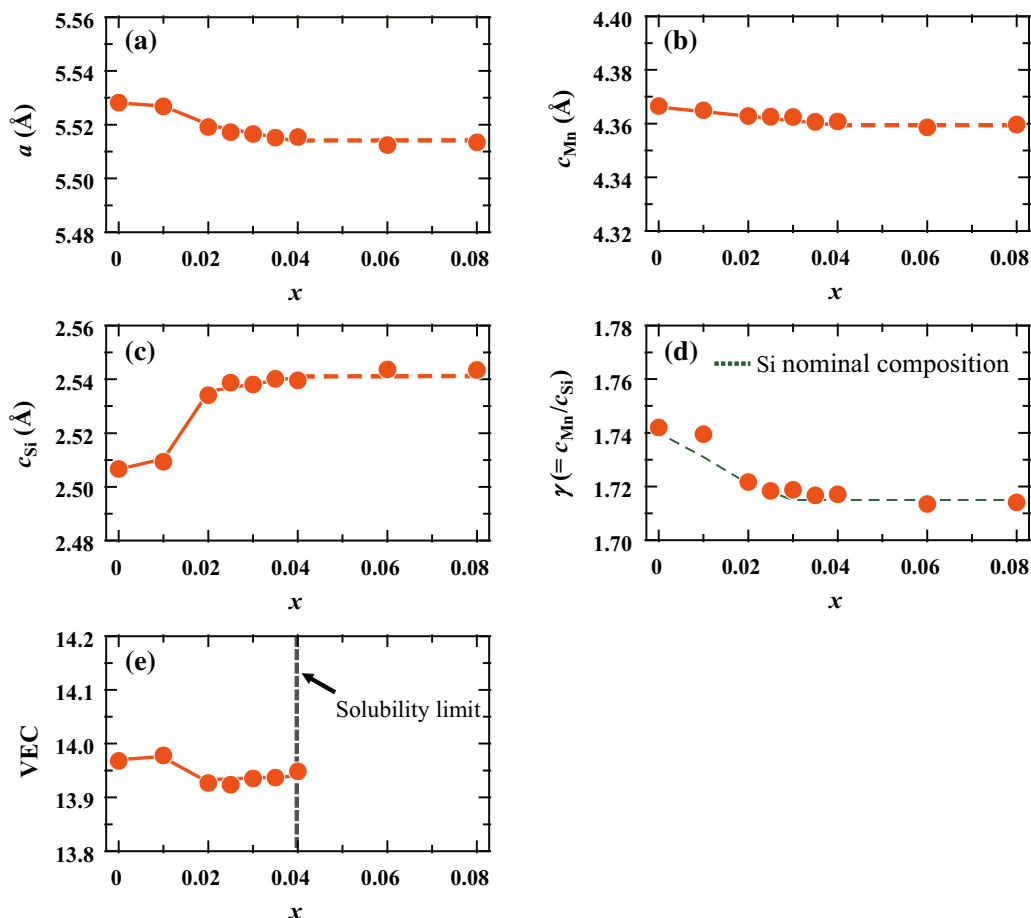 (a)
a (Å)
5.56
5.54
5.52
5.50
5.48
0 0.02 0.04 0.06 0.08
x
(b)
cMn (Å)
4.40
4.38
4.36
4.34
4.32
0 0.02 0.04 0.06 0.08
x
(c)
cSi (Å)
2.56
2.54
2.51
2.50
2.48
0 0.02 0.04 0.06 0.08
x
(d)
Si nominal composition
γ (= cMn/cSi)
1.78
1.76
1.74
1.72
1.70
0 0.02 0.04 0.06 0.08
x
(e)
Solubility limit
VEC
14.2
14.1
14.0
13.9
13.8
0 0.02 0.04 0.06 0.08
x